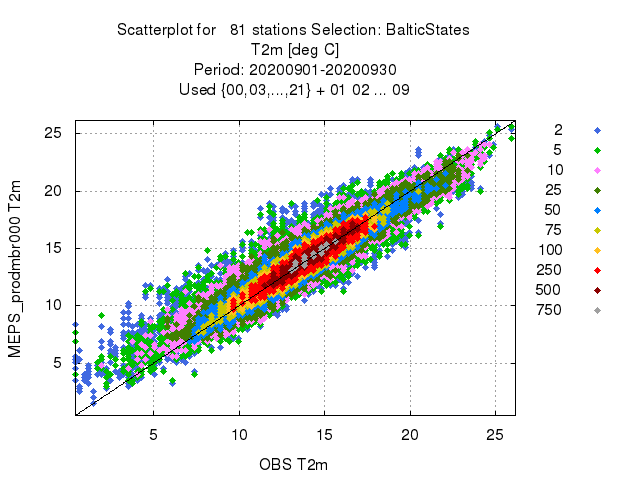 Scatterplot for 81 stations Selection: BalticStates
T2m [deg C]
Period: 20200901-20200930
Used {00,03,...,21} + 01 02 ... 09
MEPS_prodmbr000 T2m
25
20
15
10
5
5 10 15 20 25
OBS T2m
2
5
10
25
50
75
100
250
500
750